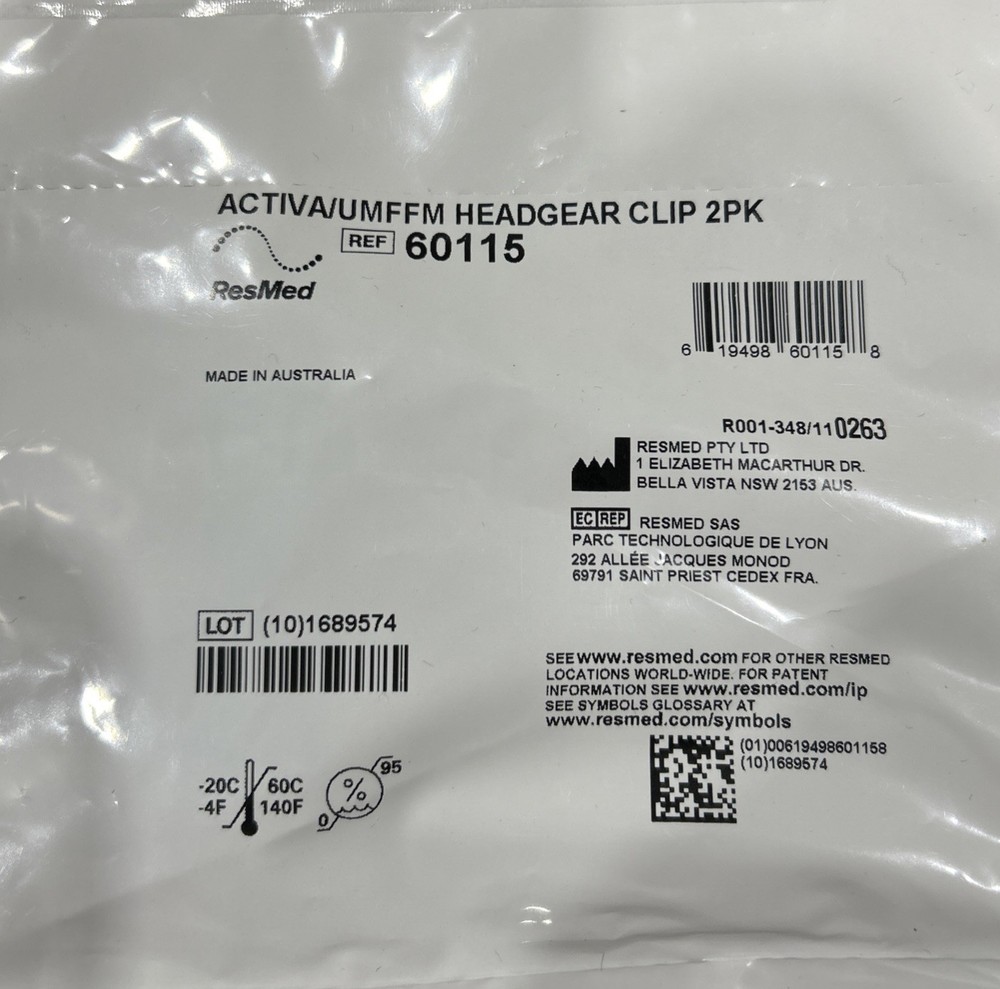 ACTIVA/UMFFM HEADGEAR CLIP 2PK
REF 60115
ResMed
6 19498 60115 8
MADE IN AUSTRALIA
R001-348/11 0263
RESMED PTY LTD
1 ELIZABETH MACARTHUR DR.
BELLA VISTA NSW 2153 AUS.
EC REP RESMED SAS
PARC TECHNOLOGIQUE DE LYON
292 ALLÉE JACQUES MONOD
69791 SAINT PRIEST CEDEX FRA.
LOT (10)1689574
SEE www.resmed.com FOR OTHER RESMED
LOCATIONS WORLD-WIDE. FOR PATENT
INFORMATION SEE www.resmed.com/ip
SEE SYMBOLS GLOSSARY AT
www.resmed.com/symbols
(01)00619498601158
(10)1689574
-20C 60C
-4F 140F
95
%
0